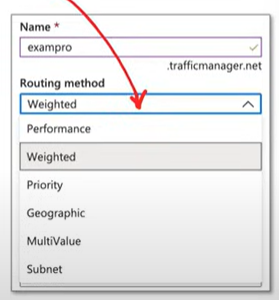 Name *
exampro
.trafficmanager.net
Routing method
Weighted
Performance
Weighted
Priority
Geographic
MultiValue
Subnet